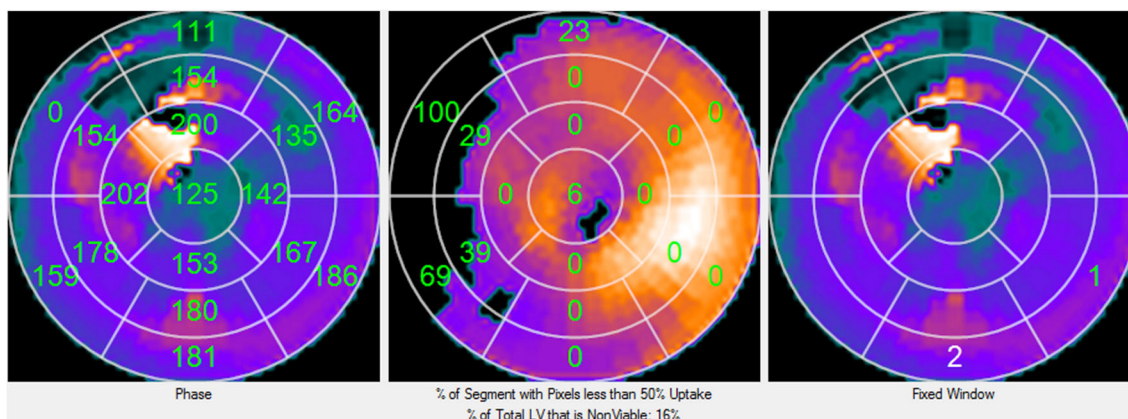 111 23
154 0
0 154 200 135 164 100 29 0 0 0
202 125 142 0 6 0
159 178 153 167 186 69 39 0 0 0 1
180 0
181 0 2
Phase % of Segment with Pixels less than 50% Uptake Fixed Window
% of Total LV that is NonViable: 16%